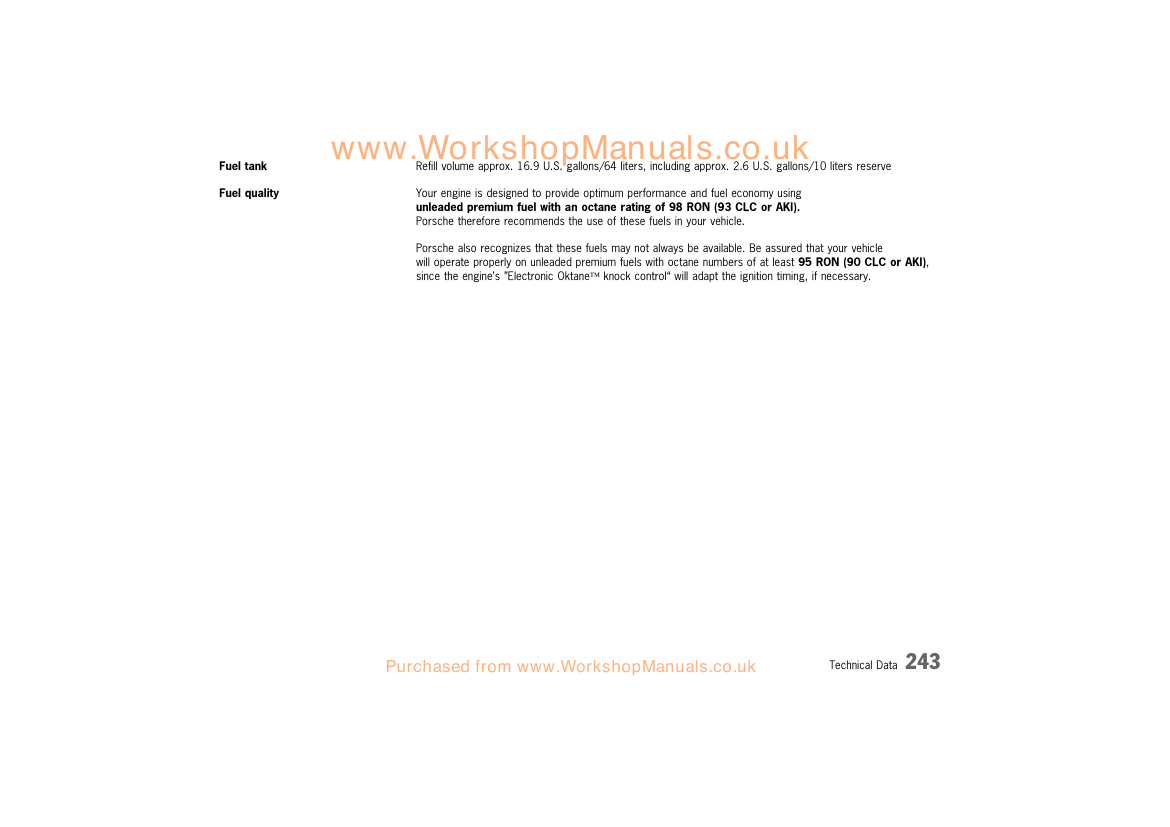 www.WorkshopManuals.co.uk
Fuel tank Refill volume approx. 16.9 U.S. gallons/64 liters, including approx. 2.6 U.S. gallons/10 liters reserve
Fuel quality Your engine is designed to provide optimum performance and fuel economy using
unleaded premium fuel with an octane rating of 98 RON (93 CLC or AKI).
Porsche therefore recommends the use of these fuels in your vehicle.
Porsche also recognizes that these fuels may not always be available. Be assured that your vehicle
will operate properly on unleaded premium fuels with octane numbers of at least 95 RON (90 CLC or AKI),
since the engine's ”Electronic Oktane™ knock control“ will adapt the ignition timing, if necessary.
Purchased from www.WorkshopManuals.co.uk
Technical Data 243